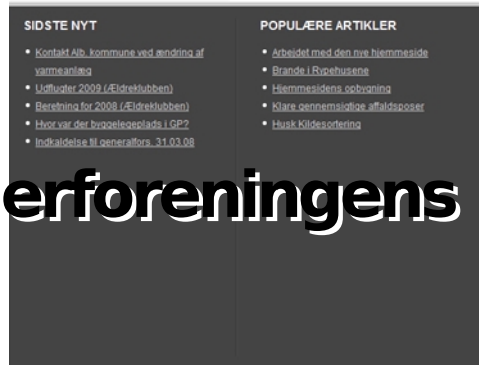 SIDSTE NYT
Kontakt Alb. kommune ved ændring af
varmeanlæg
Udflugter 2009 (Ældreklubben)
Beretning for 2008 (Ældreklubben)
Hvor var der byggelegeplads i GP?
Indkaldelse til generalfors. 31.03.08
POPULÆRE ARTIKLER
Arbejdet med den nye hjemmeside
Brande i Rypehusene
Hjemmesidens opbygning
Klare gennemsigtige affaldsposer
Husk Kildesortering
erforeningens